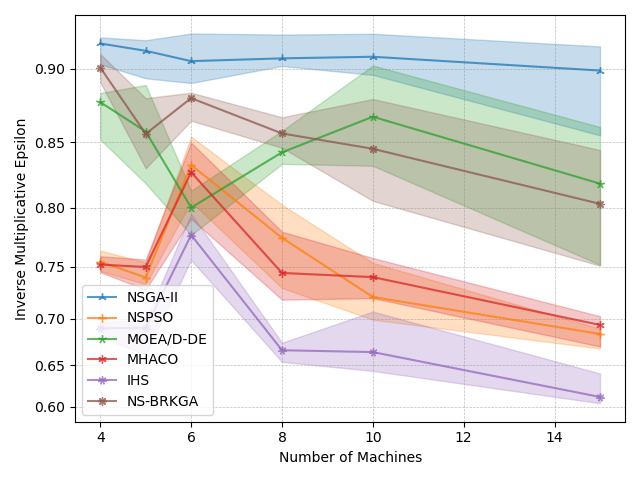 Inverse Multiplicative Epsilon
0.90
0.85
0.80
0.75
0.70
0.65
0.60
NSGA-II
NSPSO
MOEA/D-DE
MHACO
IHS
NS-BRKGA
4 6 8 10 12 14
Number of Machines